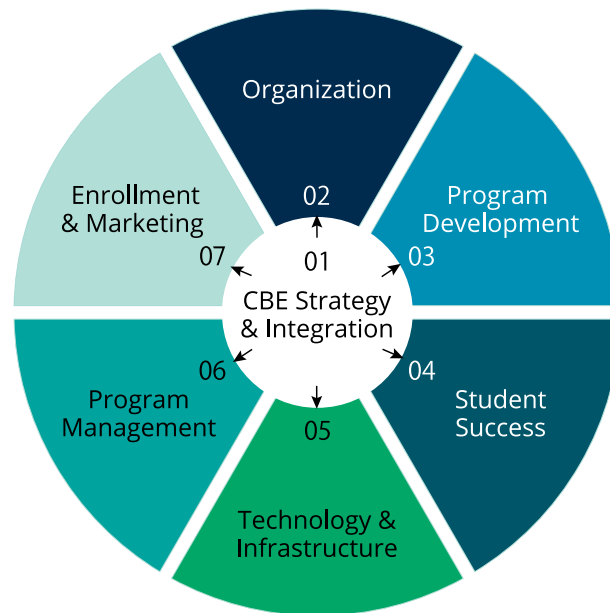 01
CBE Strategy
& Integration
02
Organization
03
Program
Development
04
Student
Success
05
Technology &
Infrastructure
06
Program
Management
07
Enrollment
& Marketing